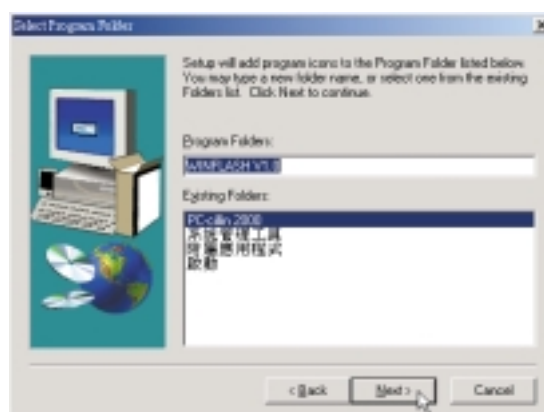 Select Program Folder
Setup will add program icons to the Program Folder listed below.
You may type a new folder name, or select one from the existing
Folders list. Click Next to continue.
Program Folders:
WINFLASH V1.0
Existing Folders:
PC-cillin 2000
系統管理工具
附屬應用程式
啟動
< Back
Next >
Cancel